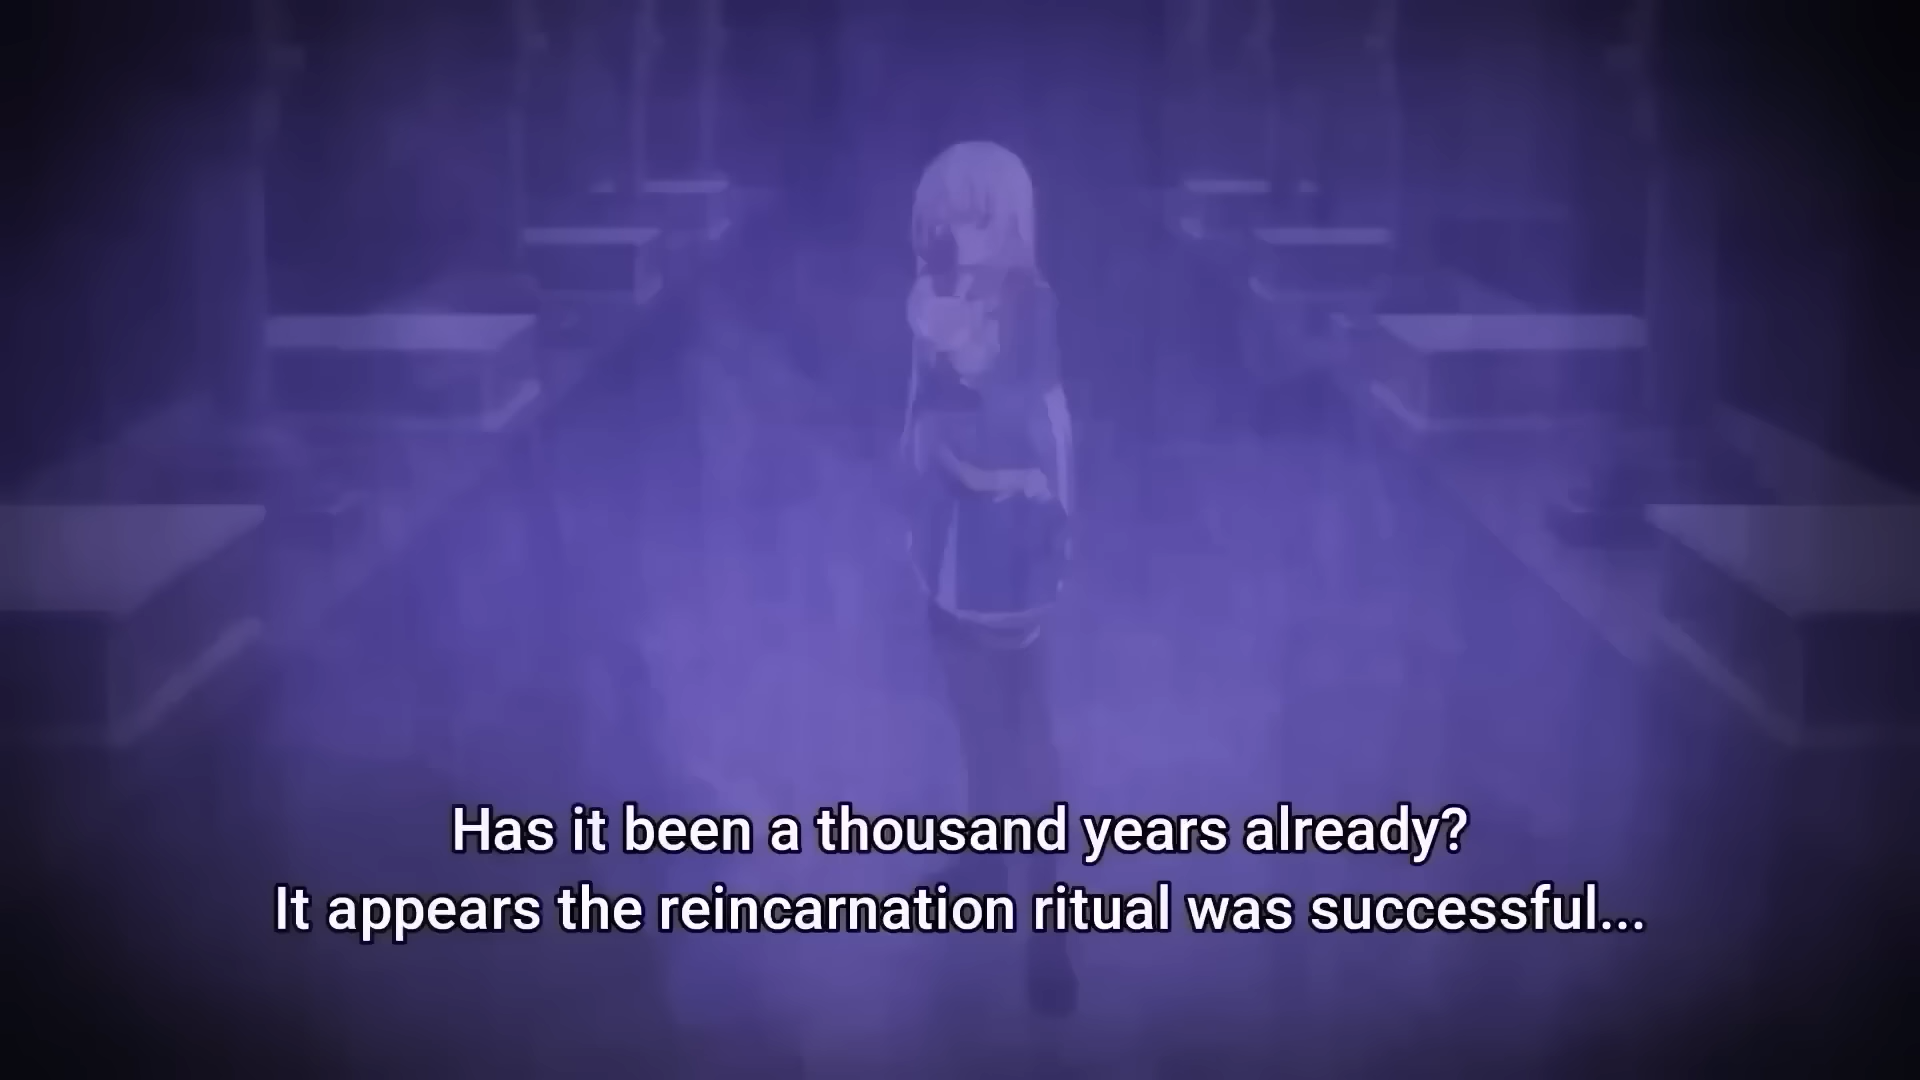 Has it been a thousand years already?
It appears the reincarnation ritual was successful...